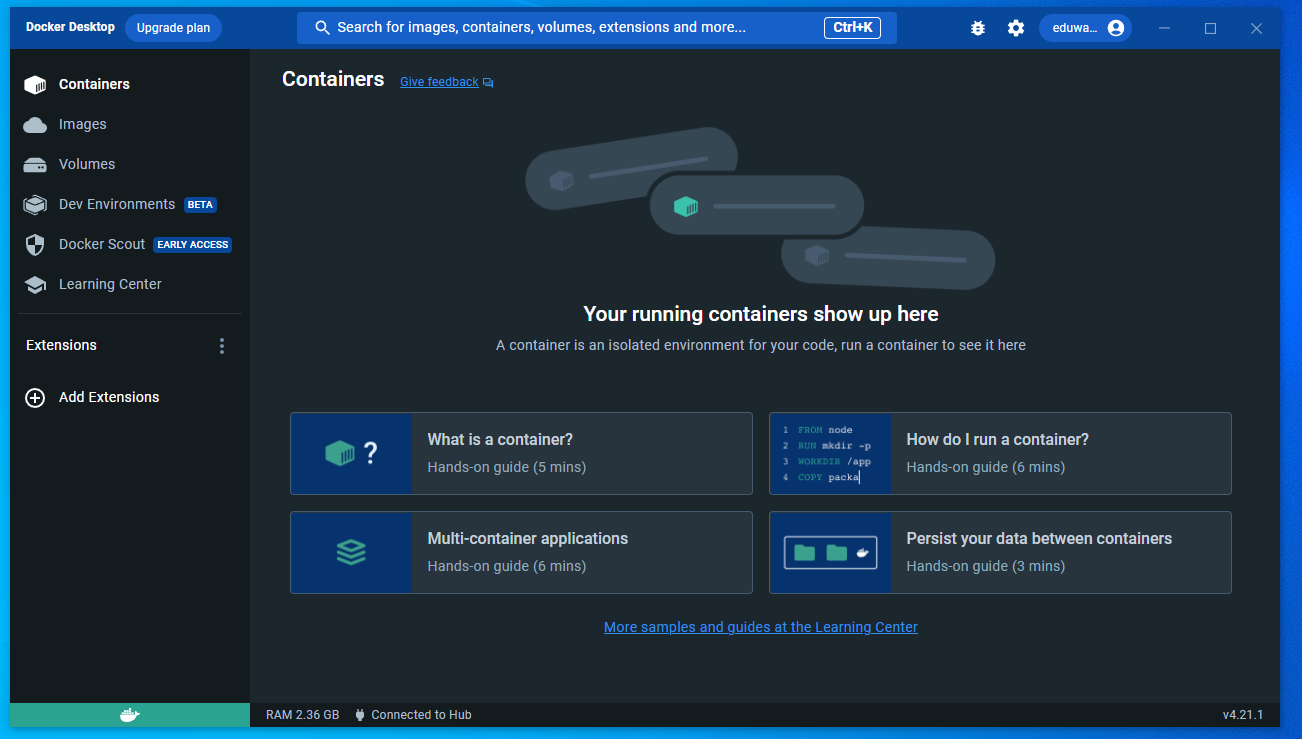 Docker Desktop
Upgrade plan
Search for images, containers, volumes, extensions and more...
Ctrl+K
eduwa...
Containers
Images
Volumes
Dev Environments BETA
Docker Scout EARLY ACCESS
Learning Center
Extensions
Add Extensions
Containers
Give feedback
Your running containers show up here
A container is an isolated environment for your code, run a container to see it here
?
What is a container?
Hands-on guide (5 mins)
1 FROM node
2 RUN mkdir -p
3 WORKDIR /app
4 COPY packa
How do I run a container?
Hands-on guide (6 mins)
Multi-container applications
Hands-on guide (6 mins)
Persist your data between containers
Hands-on guide (3 mins)
More samples and guides at the Learning Center
RAM 2.36 GB
Connected to Hub
v4.21.1